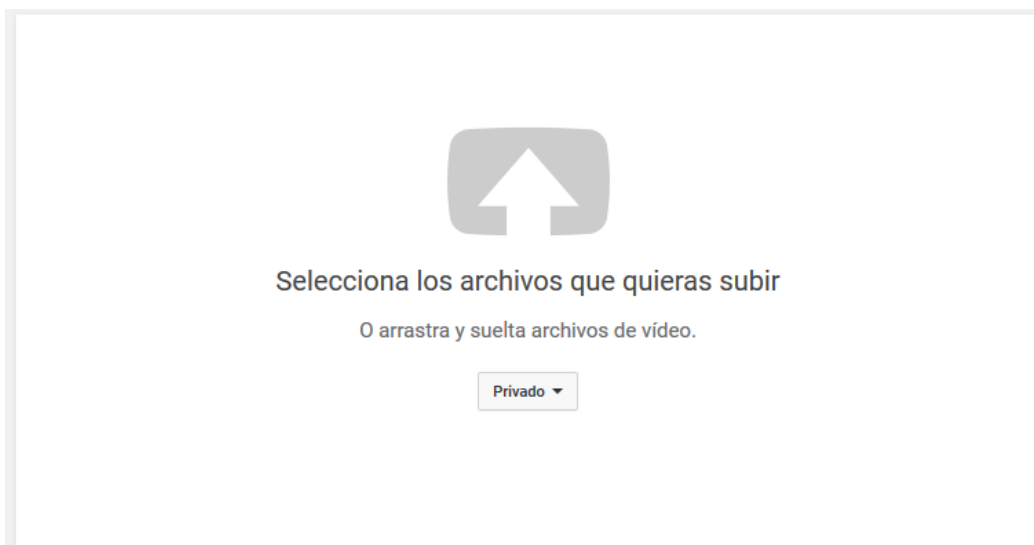 Selecciona los archivos que quieras subir
O arrastra y suelta archivos de vídeo.
Privado